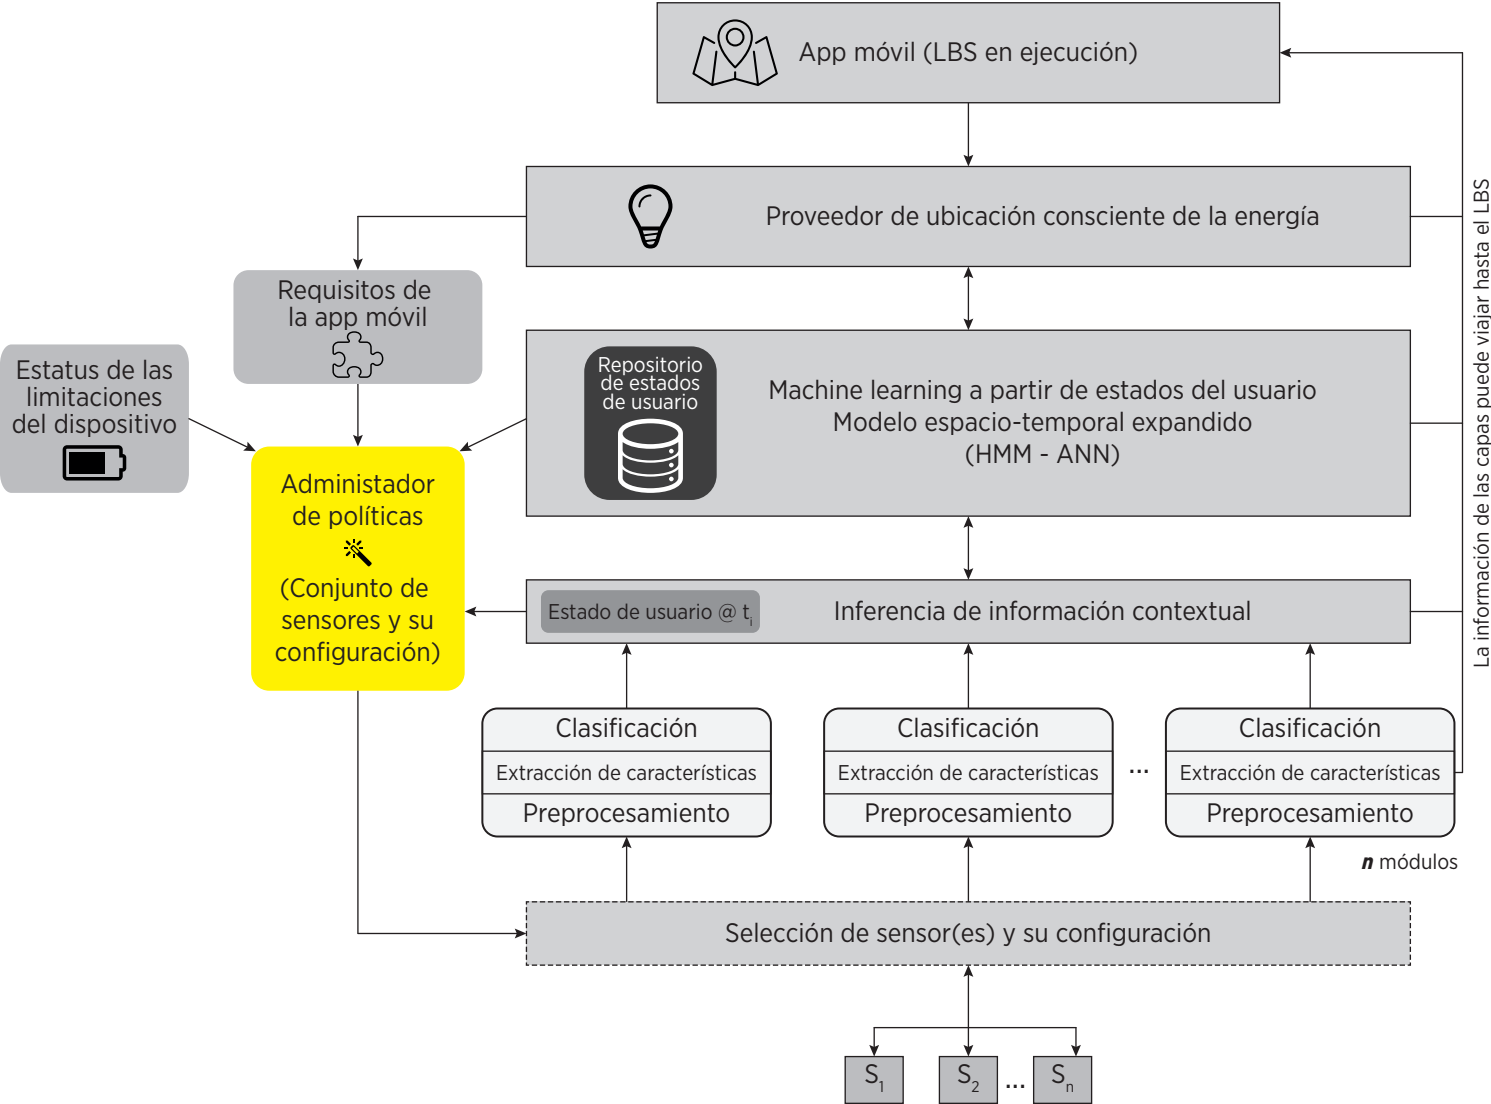 App móvil (LBS en ejecución)
Proveedor de ubicación consciente de la energía
Requisitos de
la app móvil
Estatus de las
limitaciones
del dispositivo
Repositorio
de estados
de usuario
Machine learning a partir de estados del usuario
Modelo espacio-temporal expandido
(HMM - ANN)
Administador
de políticas
(Conjunto de
sensores y su
configuración)
Estado de usuario @ ti
Inferencia de información contextual
Clasificación
Extracción de características
Preprocesamiento
Clasificación
Extracción de características
Preprocesamiento
...
Clasificación
Extracción de características
Preprocesamiento
n módulos
Selección de sensor(es) y su configuración
S1
S2
...
Sn
La información de las capas puede viajar hasta el LBS